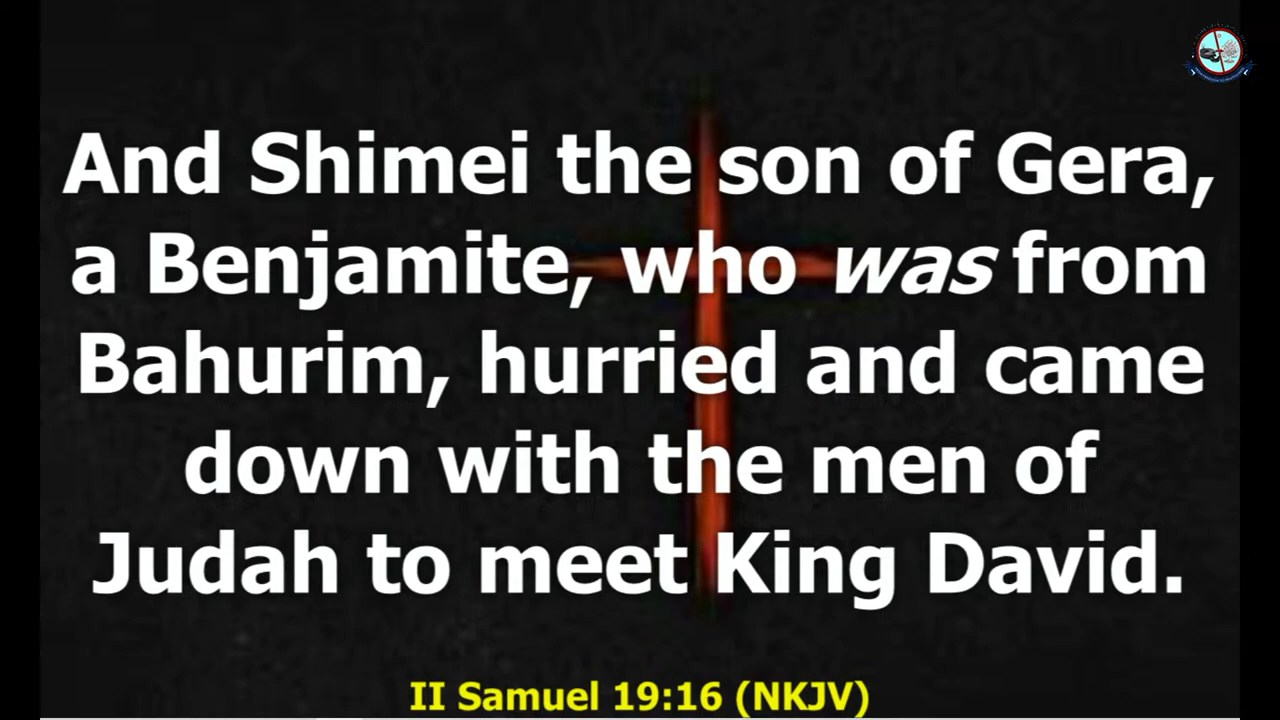 And Shimei the son of Gera,
a Benjamite, who was from
Bahurim, hurried and came
down with the men of
Judah to meet King David.
II Samuel 19:16 (NKJV)